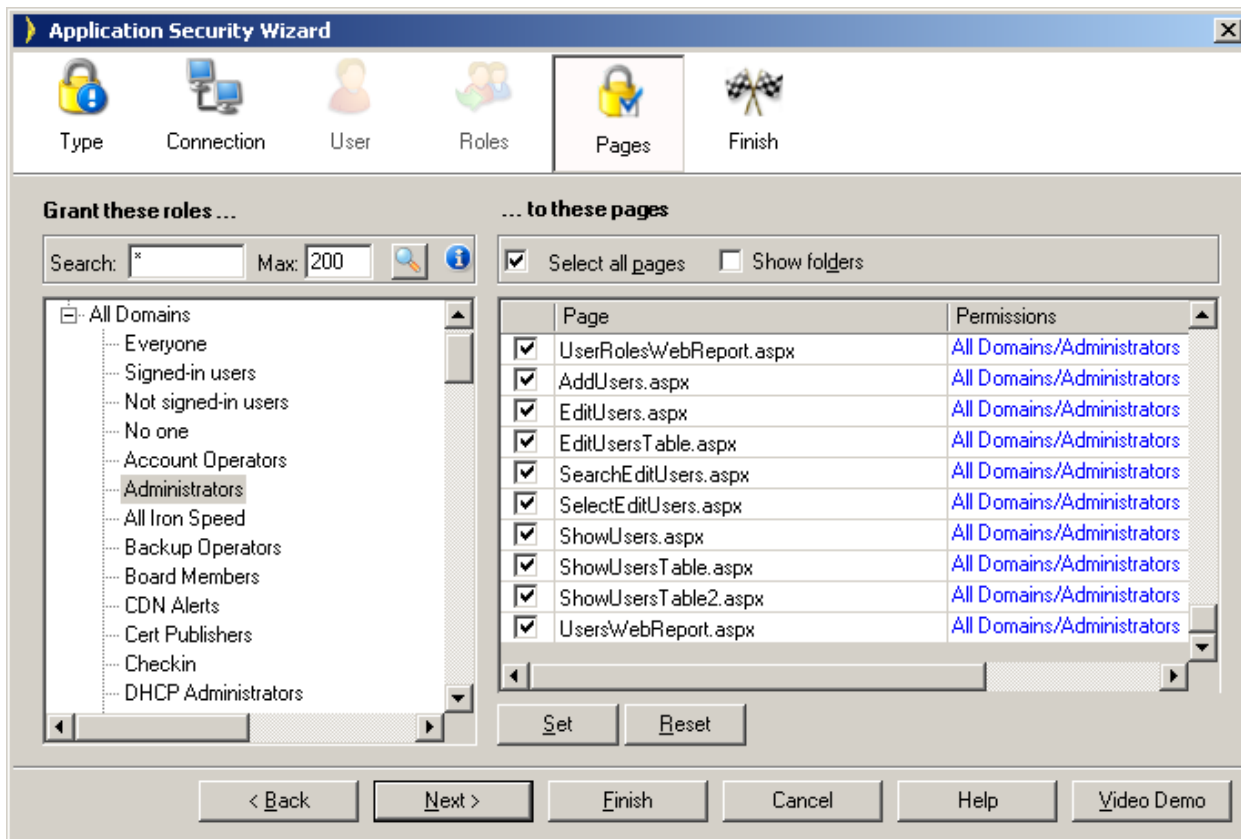 Application Security Wizard
Type Connection User Roles Pages Finish
Grant these roles ...
Search: * Max: 200
All Domains
Everyone
Signed-in users
Not signed-in users
No one
Account Operators
Administrators
All Iron Speed
Backup Operators
Board Members
CDN Alerts
Cert Publishers
Checkin
DHCP Administrators
... to these pages
Select all pages Show folders
Page Permissions
UserRolesWebReport.aspx All Domains/Administrators
AddUsers.aspx All Domains/Administrators
EditUsers.aspx All Domains/Administrators
EditUsersTable.aspx All Domains/Administrators
SearchEditUsers.aspx All Domains/Administrators
SelectEditUsers.aspx All Domains/Administrators
ShowUsers.aspx All Domains/Administrators
ShowUsersTable.aspx All Domains/Administrators
ShowUsersTable2.aspx All Domains/Administrators
UsersWebReport.aspx All Domains/Administrators
Set Reset
< Back Next > Finish Cancel Help Video Demo